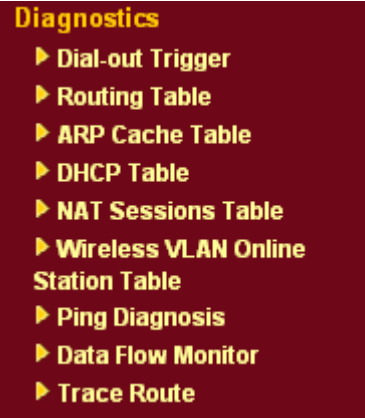 Diagnostics
Dial-out Trigger
Routing Table
ARP Cache Table
DHCP Table
NAT Sessions Table
Wireless VLAN Online
Station Table
Ping Diagnosis
Data Flow Monitor
Trace Route